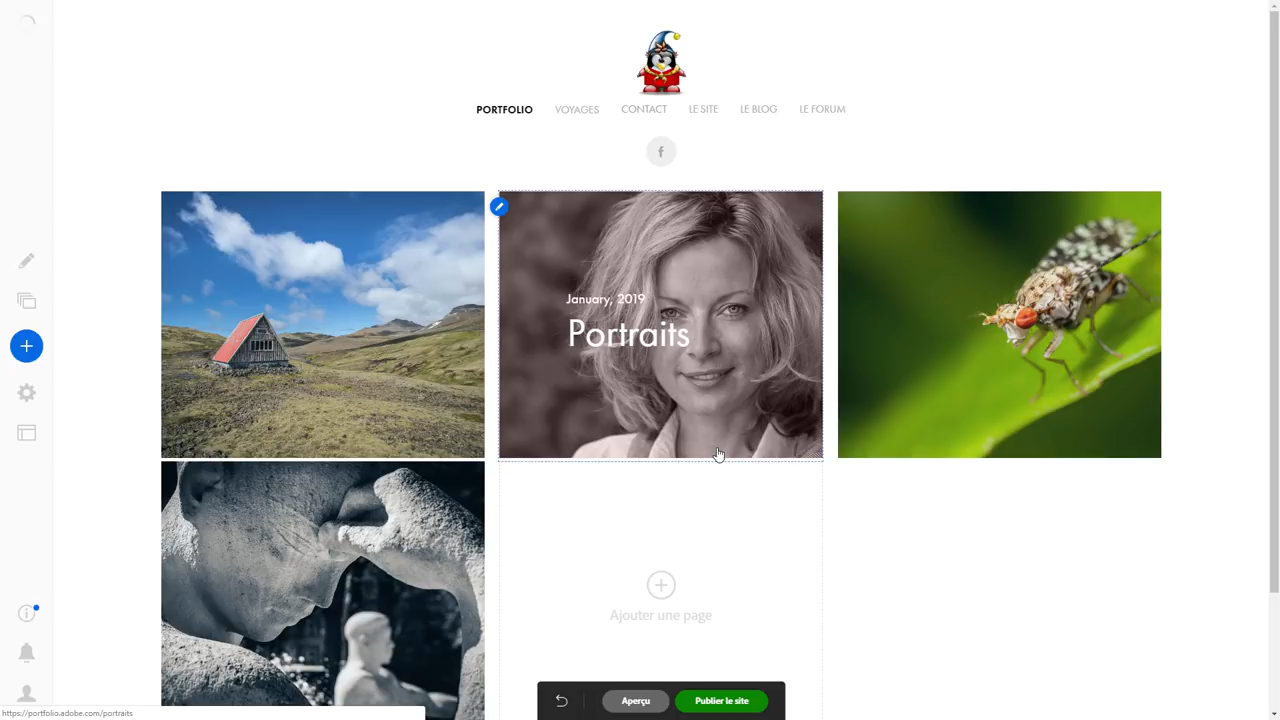 PORTFOLIO VOYAGES CONTACT LE SITE LE BLOG LE FORUM
January, 2019
Portraits
Ajouter une page
Aperçu Publier le site
https://portfolio.adobe.com/portraits